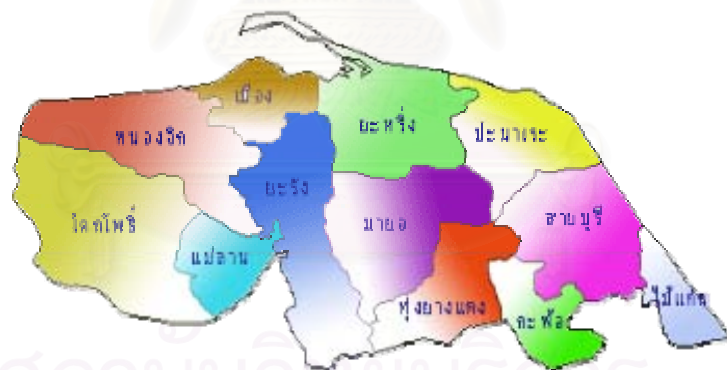 เมือง
ยะหริ่ง
หนองจิก
ปะนาเระ
ยะรัง
โคกโพธิ์
มายอ
สายบุรี
แม่ลาน
ไม้แก่น
ทุ่งยางแดง
กะพ้อ